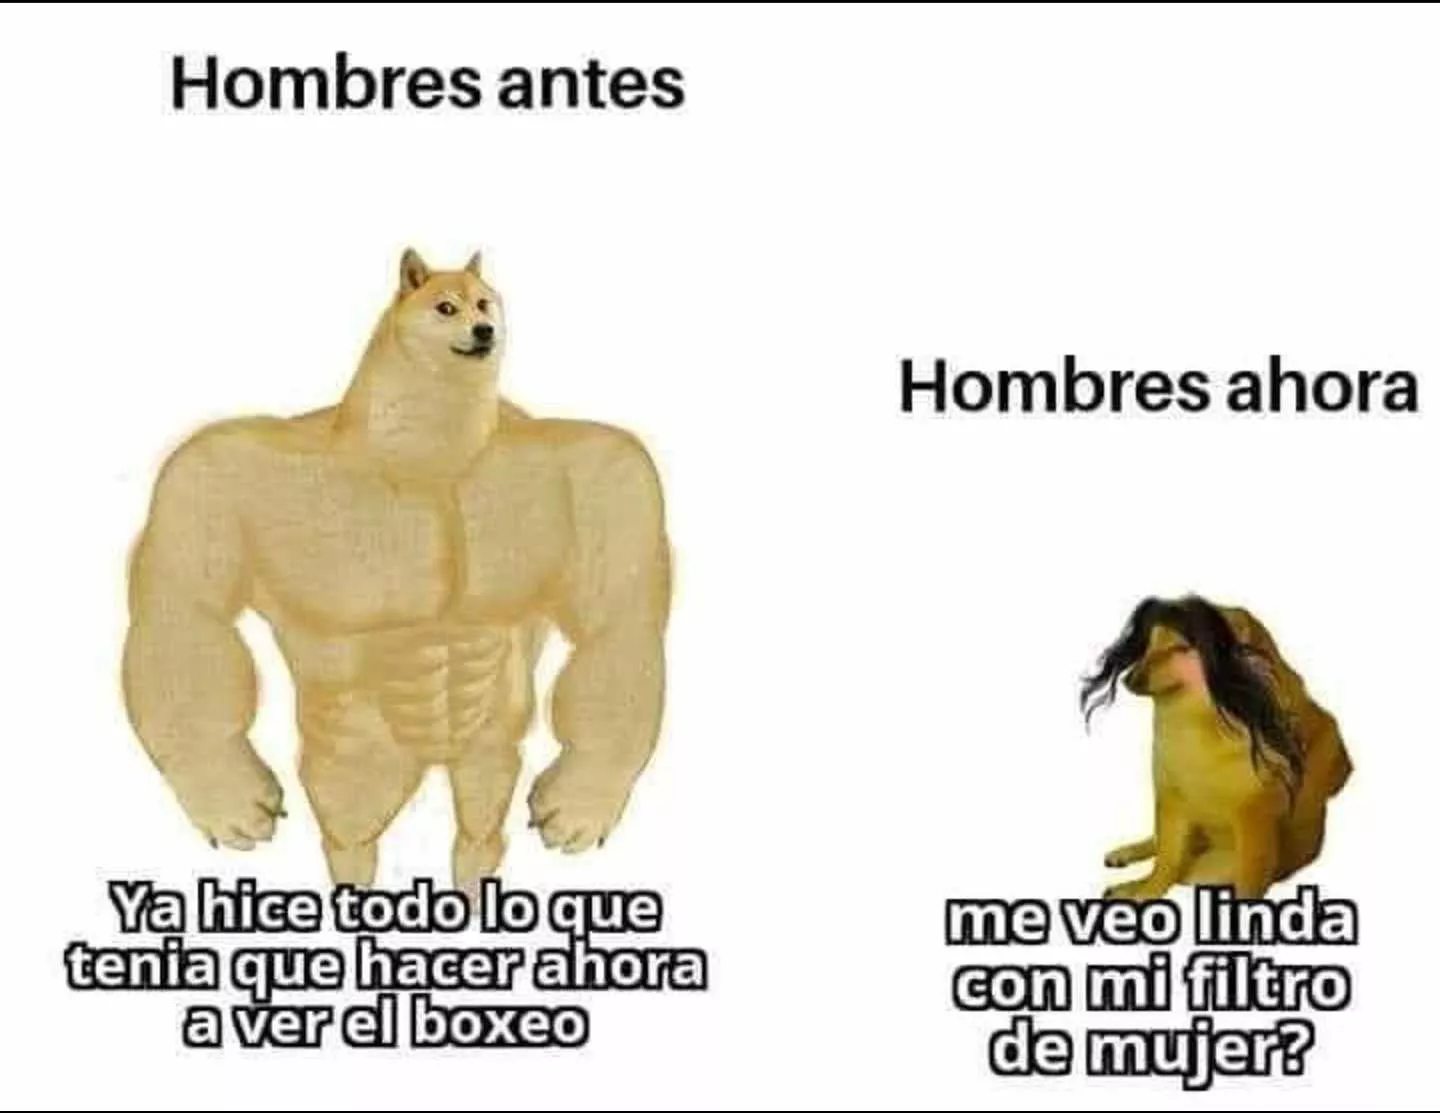 Hombres antes
Ya hice todo lo que
tenia que hacer ahora
a ver el boxeo
Hombres ahora
me veo linda
con mi filtro
de mujer?